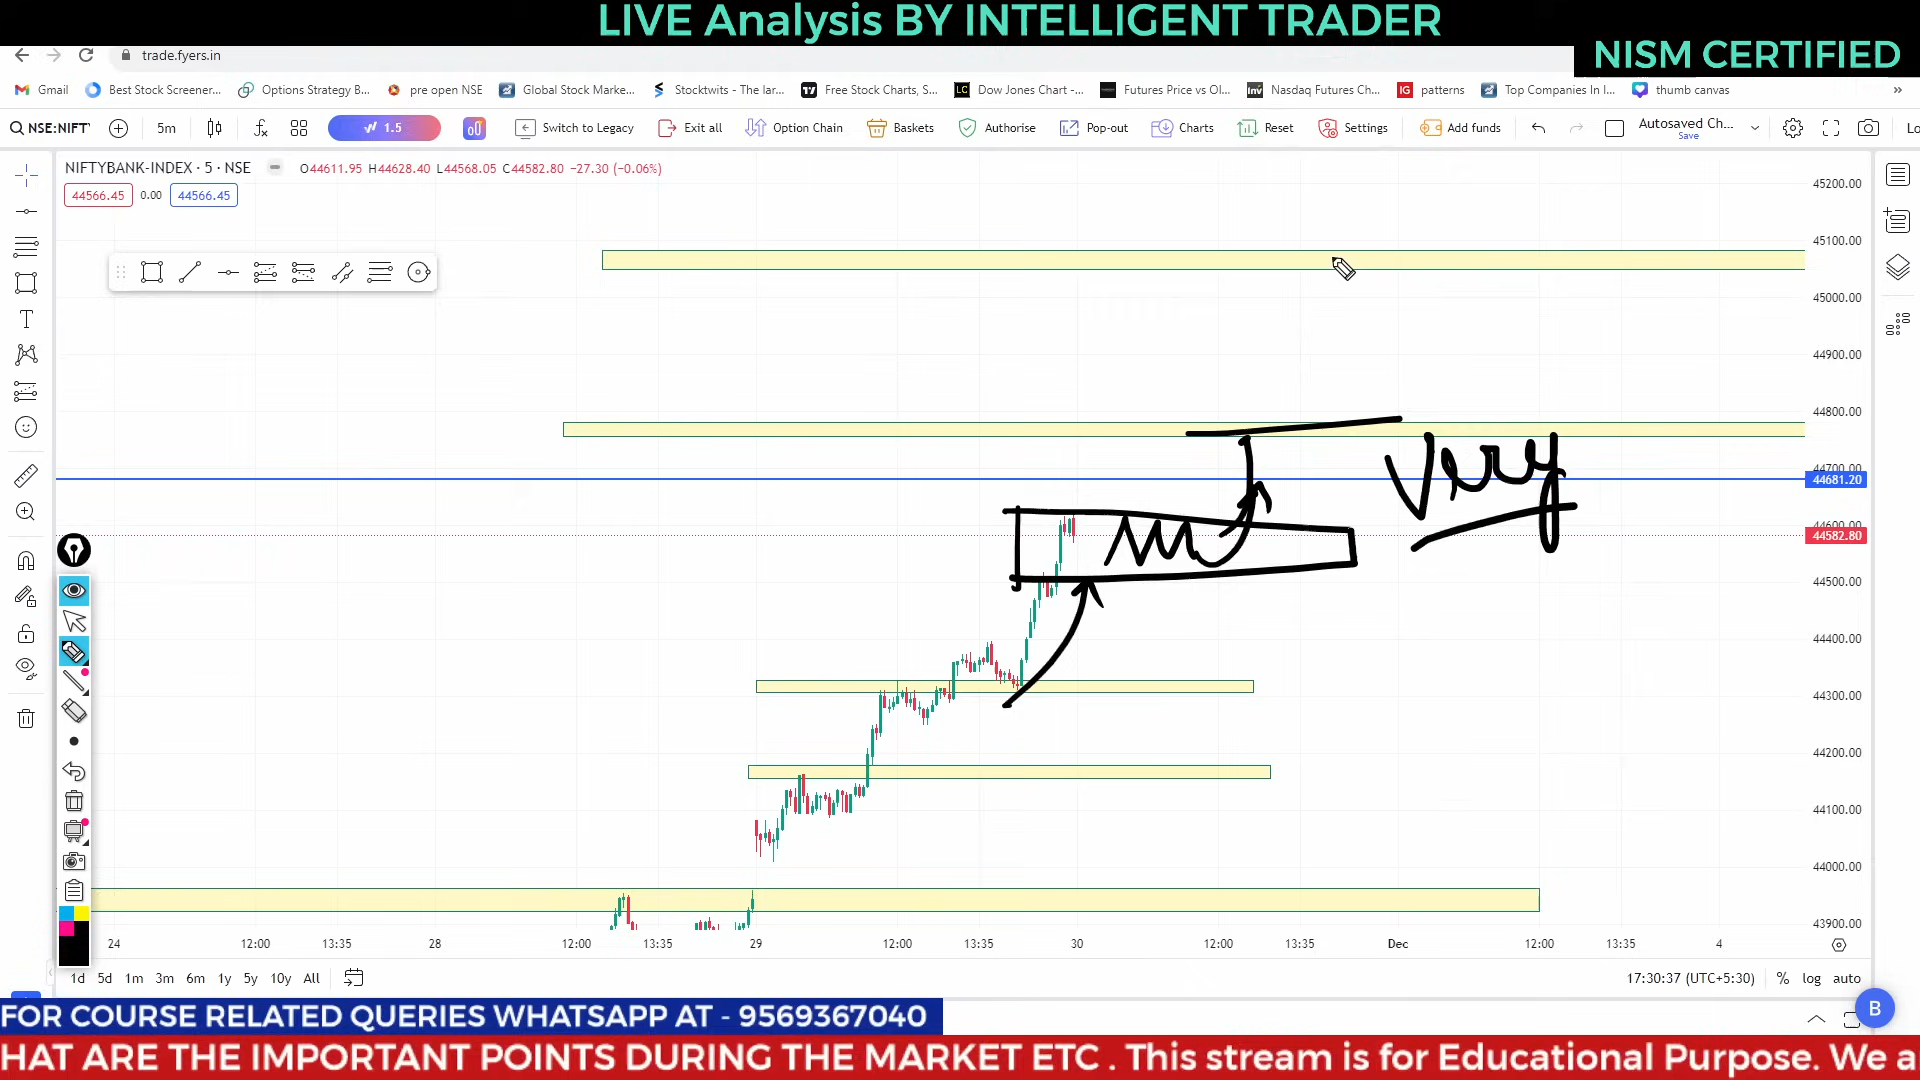 LIVE Analysis BY INTELLIGENT TRADER
NISM CERTIFIED
trade.fyers.in
Gmail Best Stock Screener... Options Strategy B... pre open NSE Global Stock Marke... Stocktwits - The lar... Free Stock Charts, S... Dow Jones Chart -... Futures Price vs Ol... Nasdaq Futures Ch... IG patterns Top Companies In I... thumb canvas »
NSE:NIFT 5m 1.5 Switch to Legacy Exit all Option Chain Baskets Authorise Pop-out Charts Reset Settings Add funds Autosaved Ch... Lo
Save
NIFTYBANK-INDEX · 5 · NSE O44611.95 H44628.40 L44568.05 C44582.80 −27.30 (−0.06%)
44566.45 0.00 44566.45
45200.00
45100.00
45000.00
44900.00
44800.00
44700.00
44681.20
44600.00
44582.80
44500.00
44400.00
44300.00
44200.00
44100.00
44000.00
43900.00
Very
24 12:00 13:35 28 12:00 13:35 29 12:00 13:35 30 12:00 13:35 Dec 12:00 13:35 4
1d 5d 1m 3m 6m 1y 5y 10y All 17:30:37 (UTC+5:30) % log auto
B
FOR COURSE RELATED QUERIES WHATSAPP AT - 9569367040
HAT ARE THE IMPORTANT POINTS DURING THE MARKET ETC . This stream is for Educational Purpose. We a